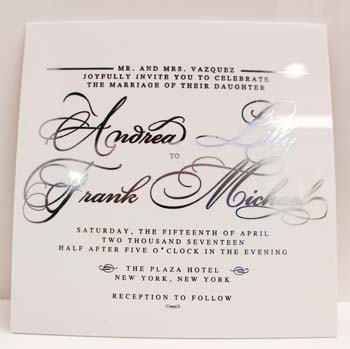 MR. AND MRS. VAZQUEZ
JOYFULLY INVITE YOU TO CELEBRATE
THE MARRIAGE OF THEIR DAUGHTER
Andrea Lilly
TO
Frank Michael
SATURDAY, THE FIFTEENTH OF APRIL
TWO THOUSAND SEVENTEEN
HALF AFTER FIVE O'CLOCK IN THE EVENING
THE PLAZA HOTEL
NEW YORK, NEW YORK
RECEPTION TO FOLLOW